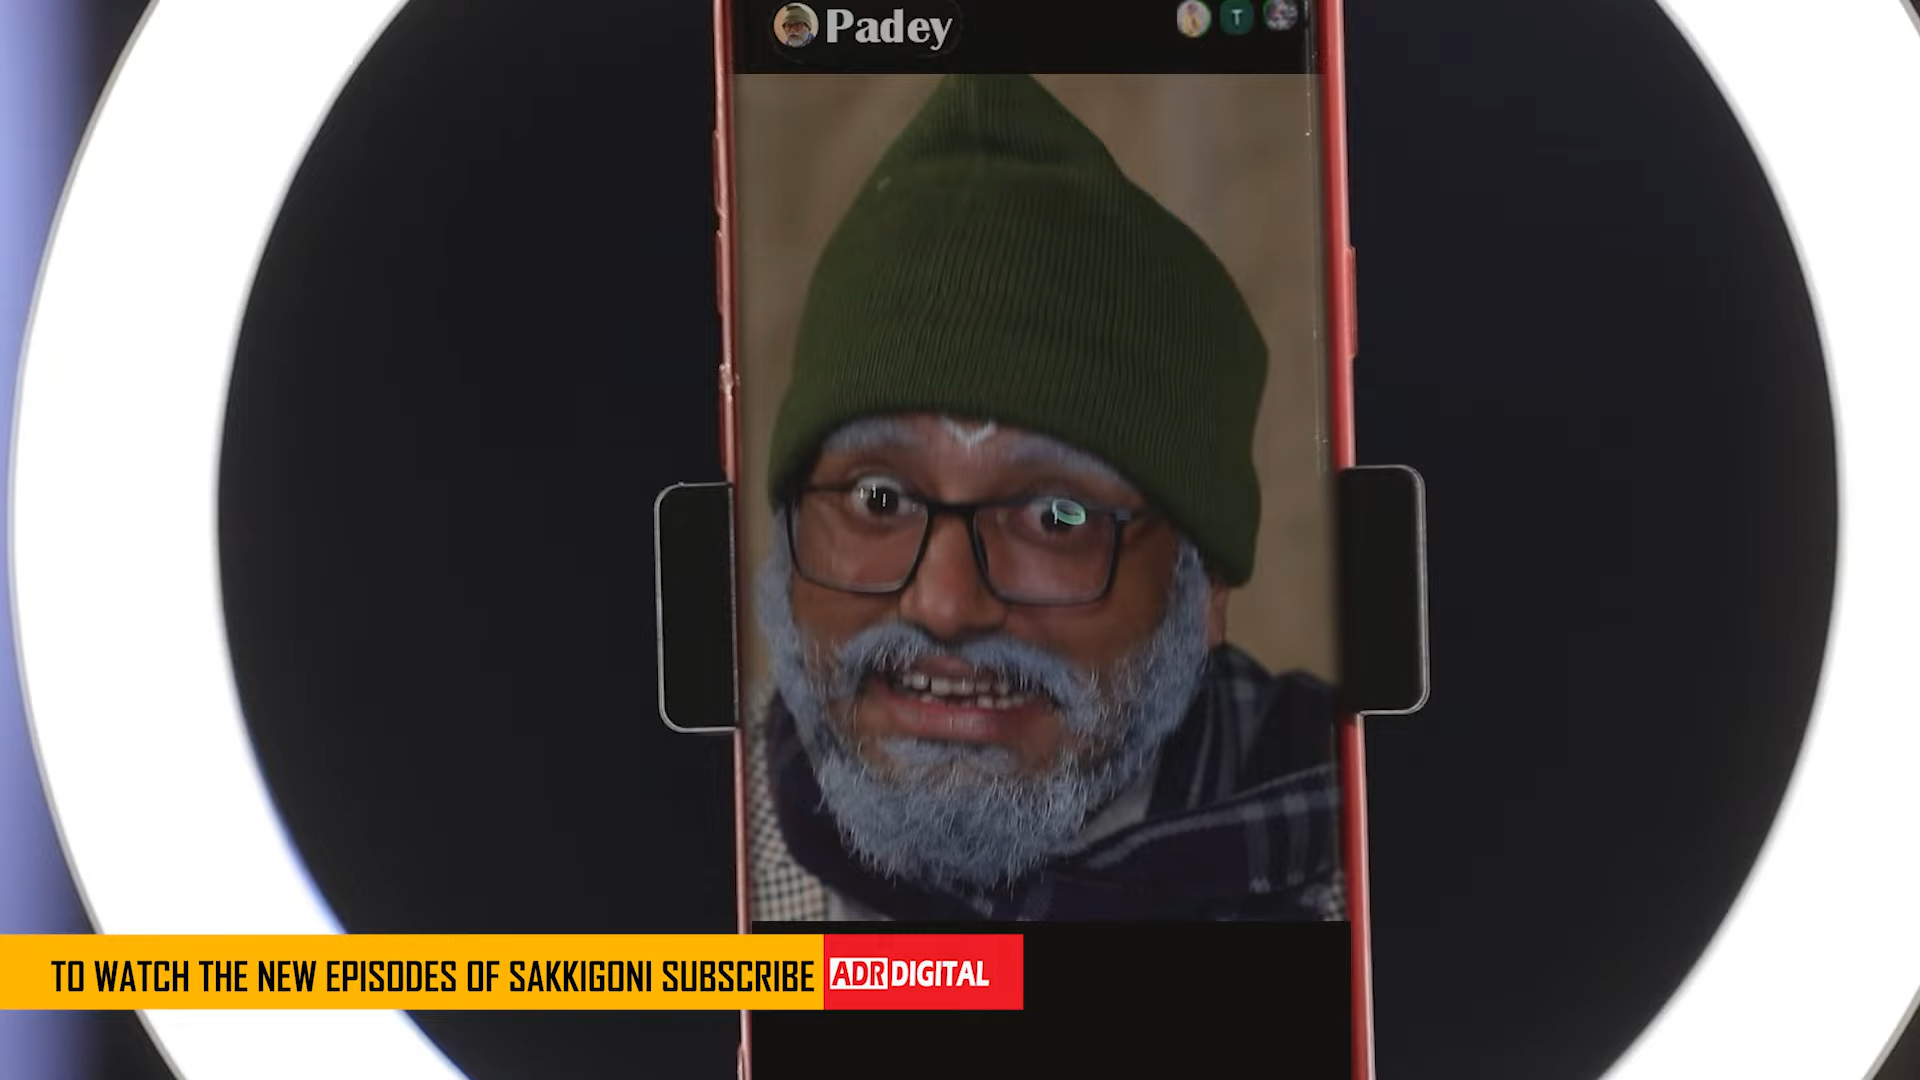 Padey
T
TO WATCH THE NEW EPISODES OF SAKKIGONI SUBSCRIBE ADR DIGITAL